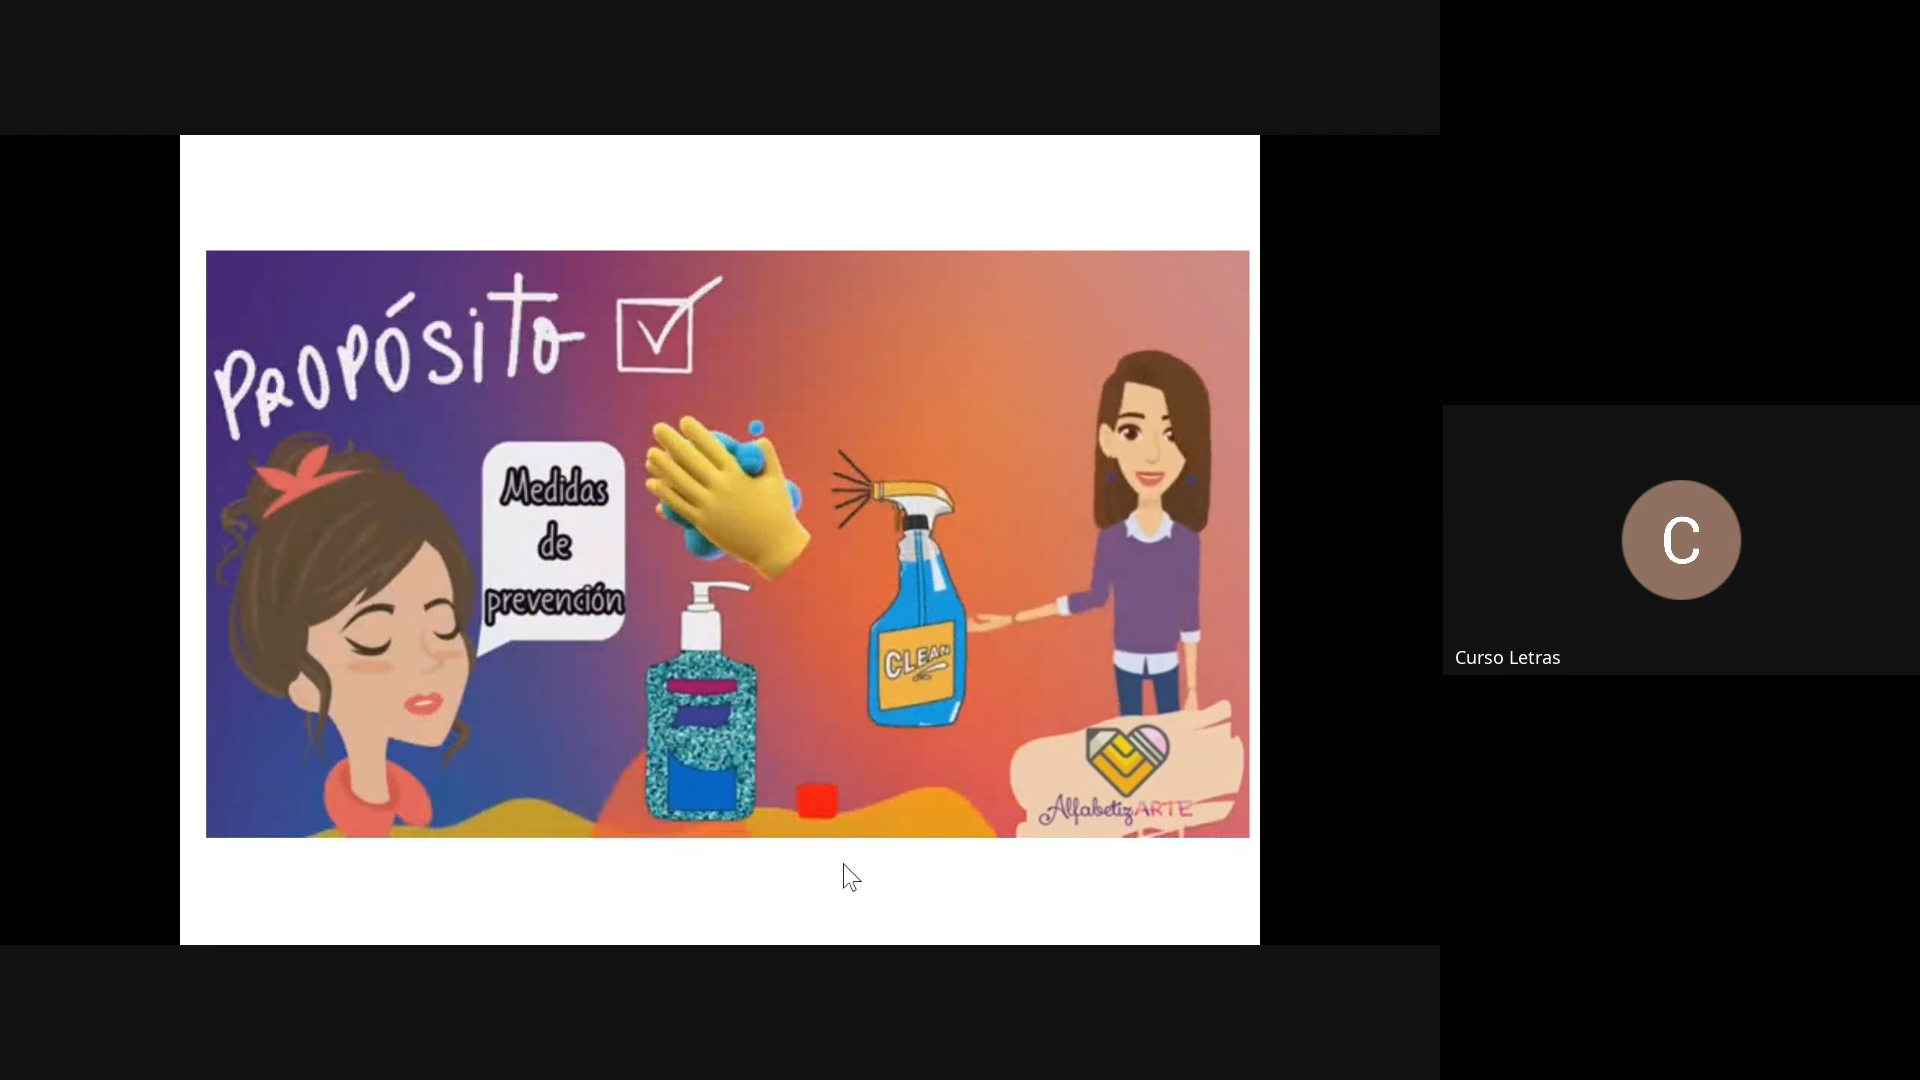 PROPÓSITO
Medidas
de
prevención
CLEAN
AlfabetizARTE
C
Curso Letras